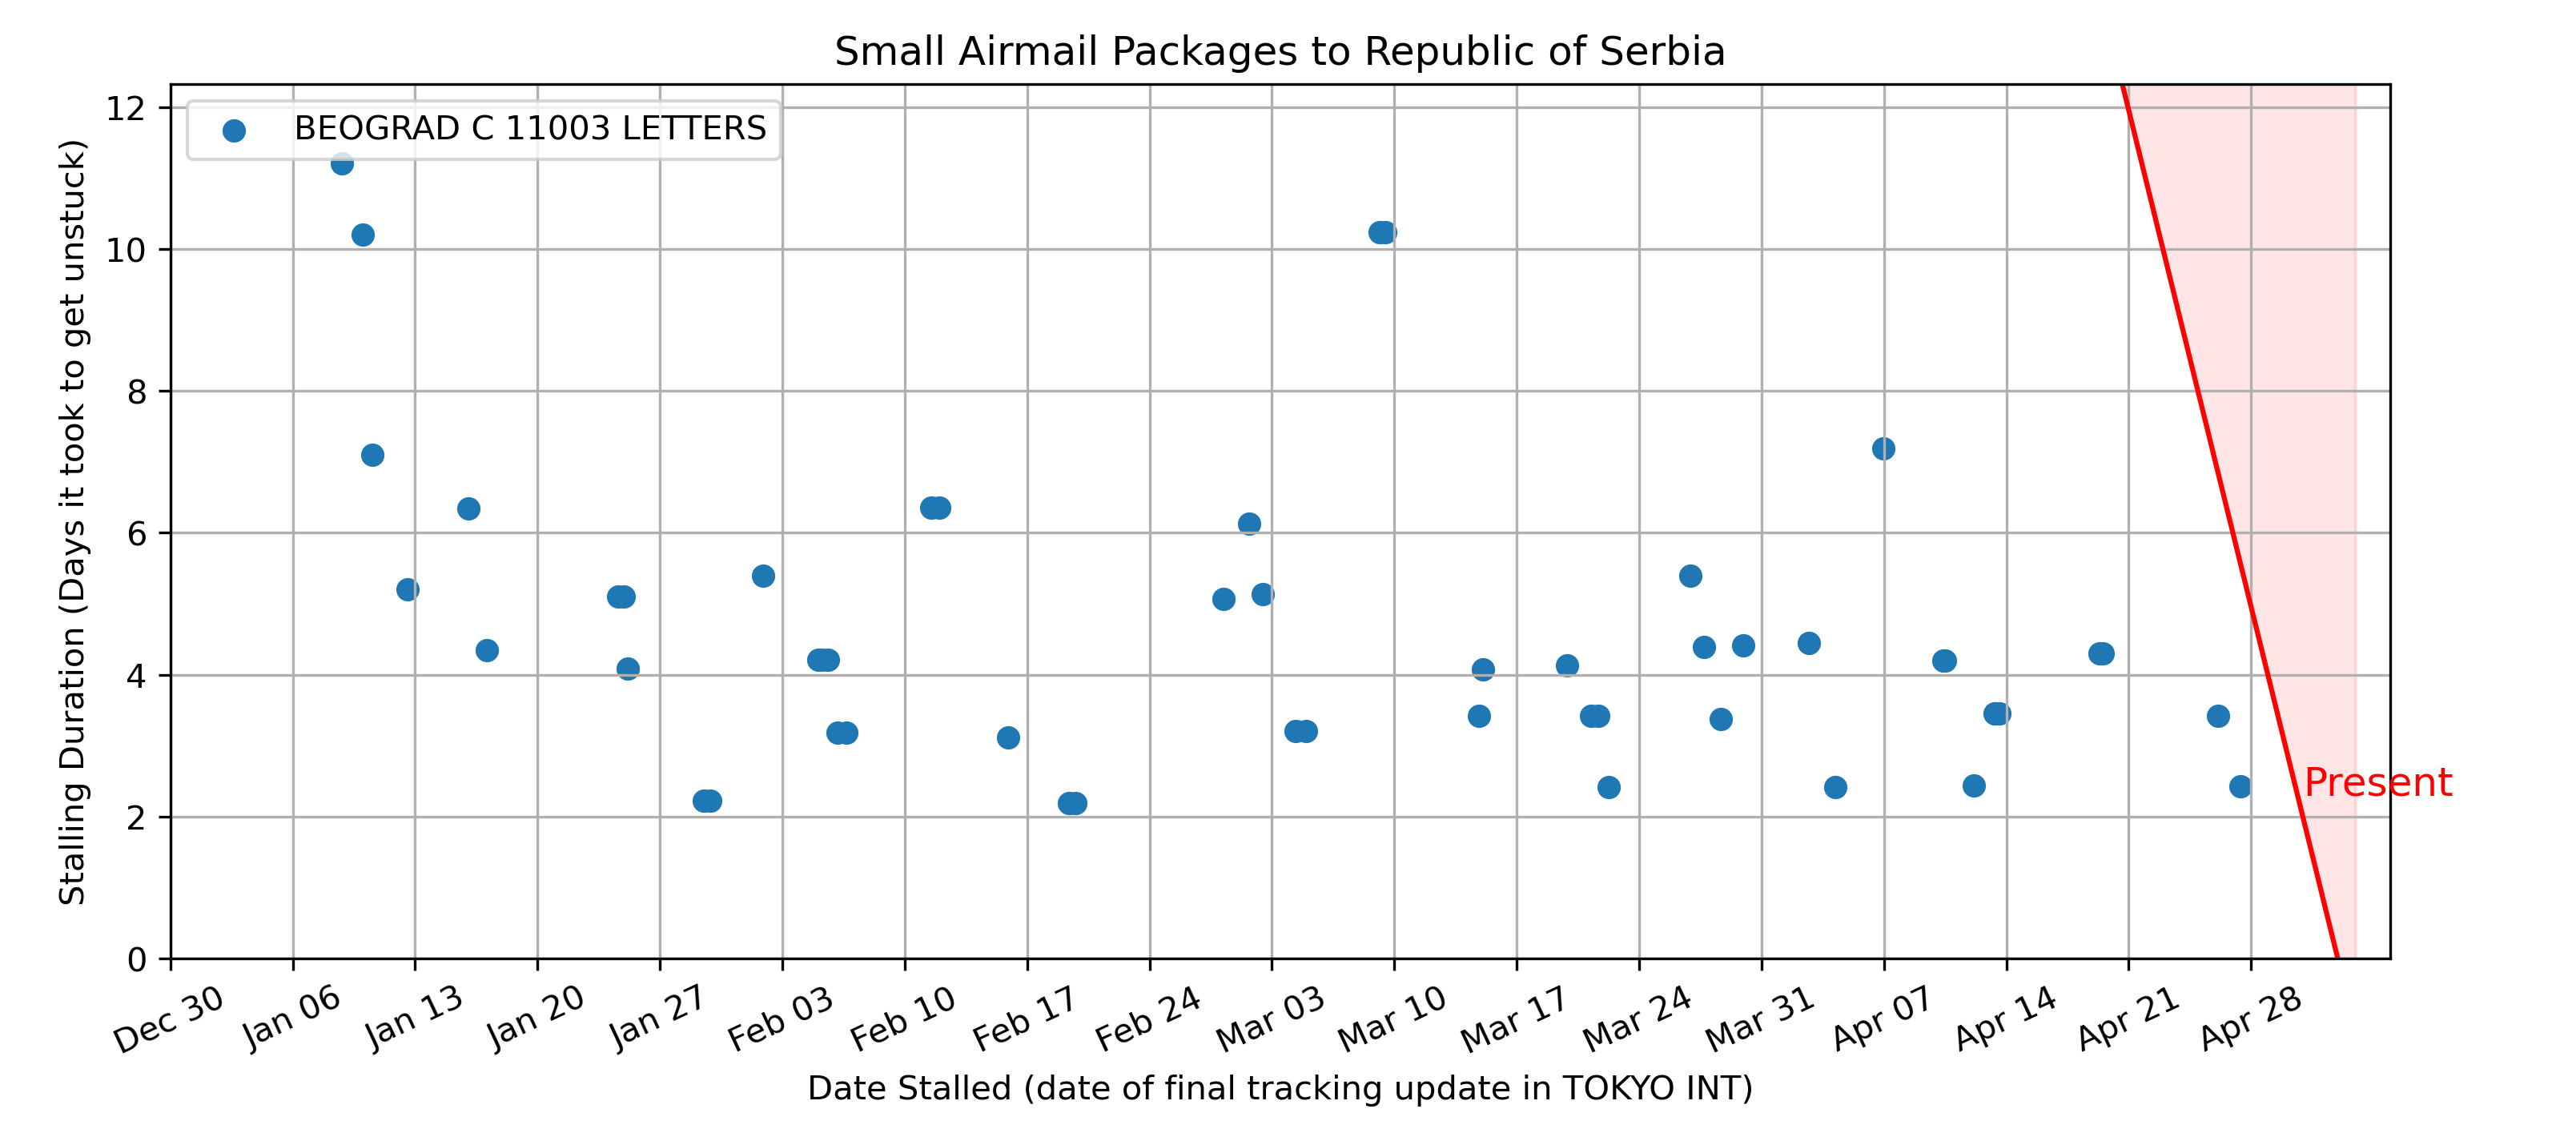 Small Airmail Packages to Republic of Serbia
BEOGRAD C 11003 LETTERS
Stalling Duration (Days it took to get unstuck)
12
10
8
6
4
2
0
Present
Dec 30
Jan 06
Jan 13
Jan 20
Jan 27
Feb 03
Feb 10
Feb 17
Feb 24
Mar 03
Mar 10
Mar 17
Mar 24
Mar 31
Apr 07
Apr 14
Apr 21
Apr 28
Date Stalled (date of final tracking update in TOKYO INT)